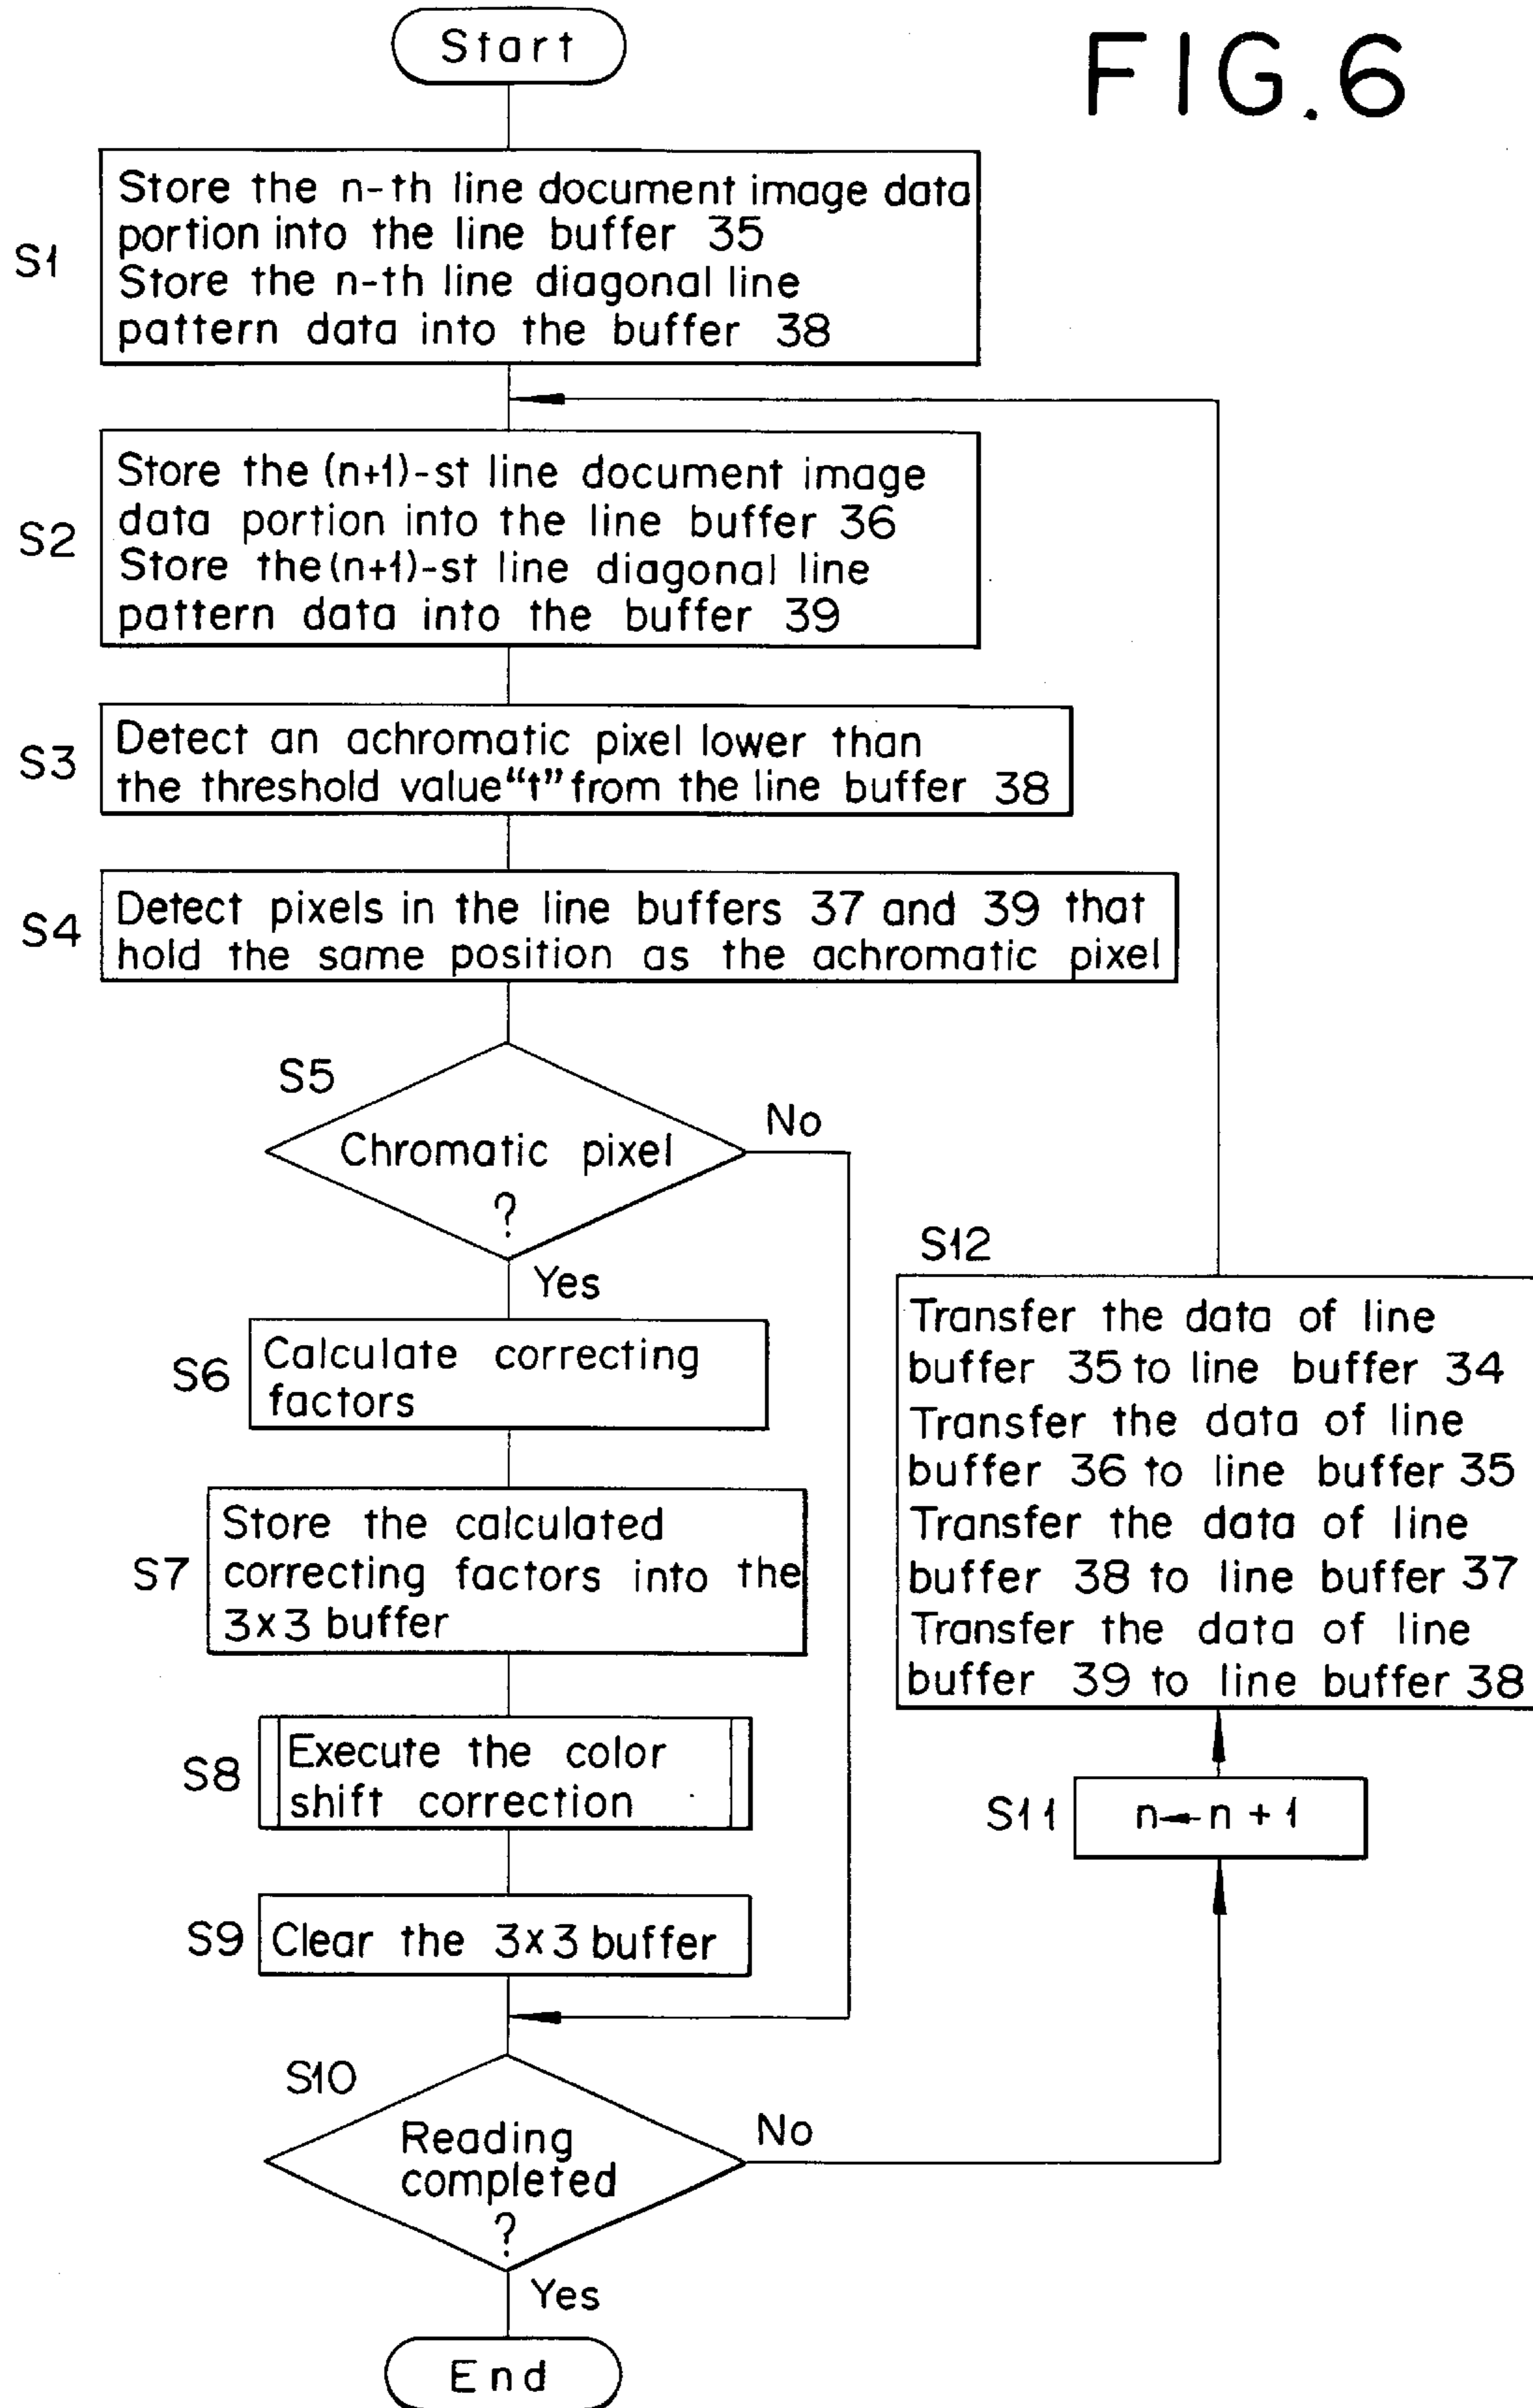 FIG.6
Start
S1
Store the n-th line document image data
portion into the line buffer 35
Store the n-th line diagonal line
pattern data into the buffer 38
S2
Store the (n+1)-st line document image
data portion into the line buffer 36
Store the (n+1)-st line diagonal line
pattern data into the buffer 39
S3
Detect an achromatic pixel lower than
the threshold value "t" from the line buffer 38
S4
Detect pixels in the line buffers 37 and 39 that
hold the same position as the achromatic pixel
S5
Chromatic pixel
?
No
Yes
S6
Calculate correcting
factors
S7
Store the calculated
correcting factors into the
3x3 buffer
S8
Execute the color
shift correction
S9
Clear the 3x3 buffer
S10
Reading
completed
?
No
Yes
End
S11
n←n + 1
S12
Transfer the data of line
buffer 35 to line buffer 34
Transfer the data of line
buffer 36 to line buffer 35
Transfer the data of line
buffer 38 to line buffer 37
Transfer the data of line
buffer 39 to line buffer 38